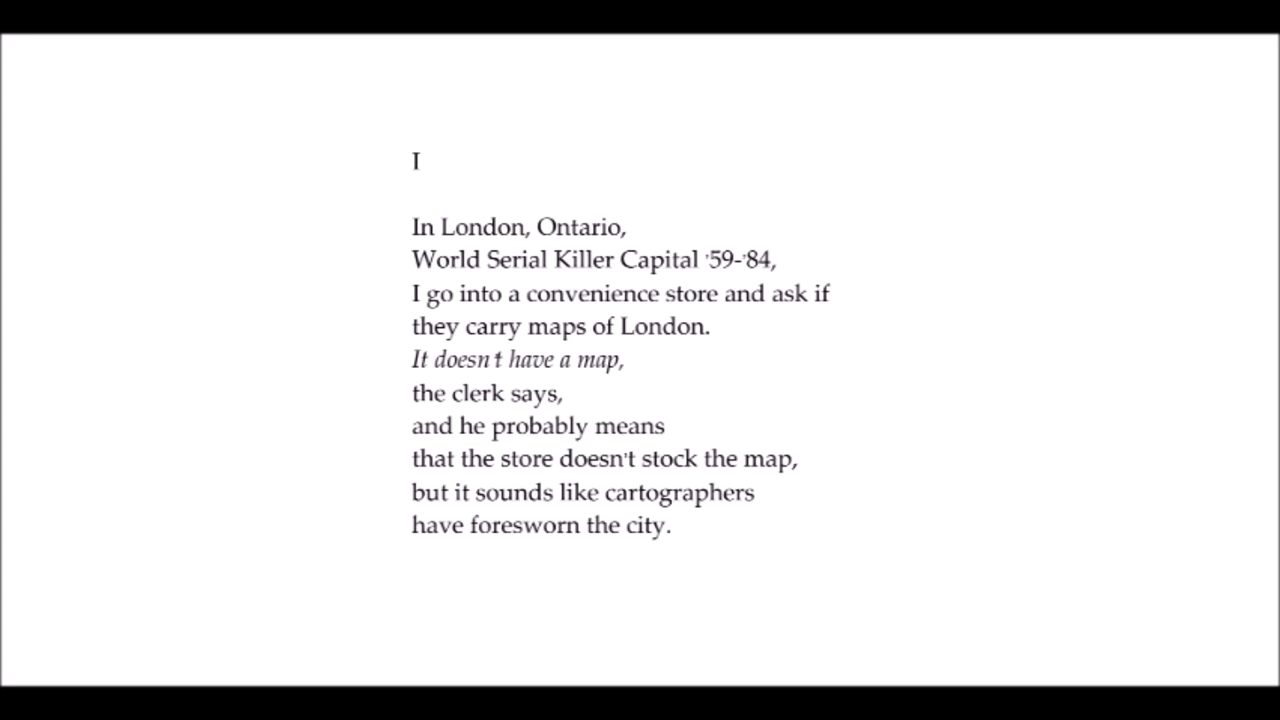 I
In London, Ontario,
World Serial Killer Capital '59-'84,
I go into a convenience store and ask if
they carry maps of London.
It doesn't have a map,
the clerk says,
and he probably means
that the store doesn't stock the map,
but it sounds like cartographers
have foresworn the city.